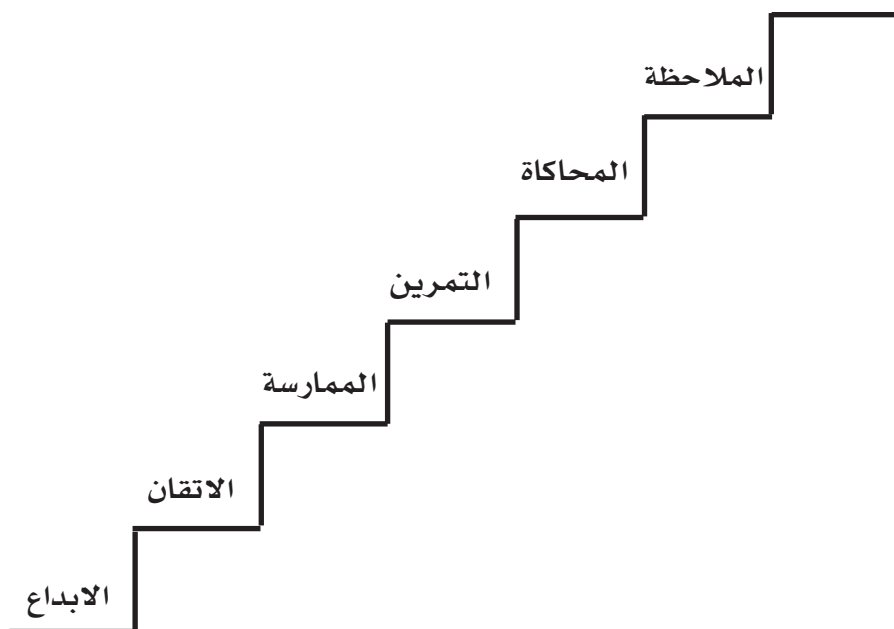 الملاحظة
المحاكاة
التمرين
الممارسة
الاتقان
الابداع